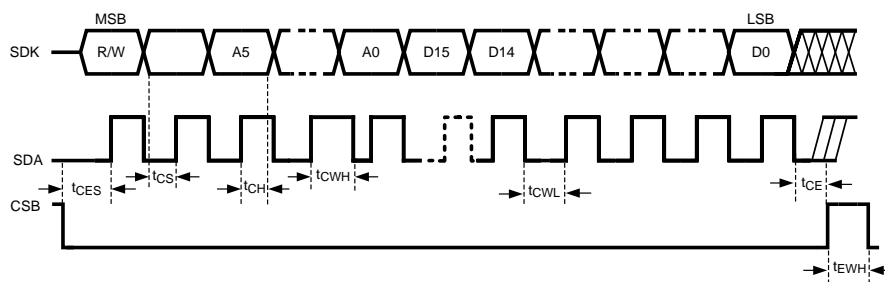 MSB LSB
SDK R/W A5 A0 D15 D14 D0
SDA
tCES tCS tCH tCWH tCWL tCE
CSB
tEWH